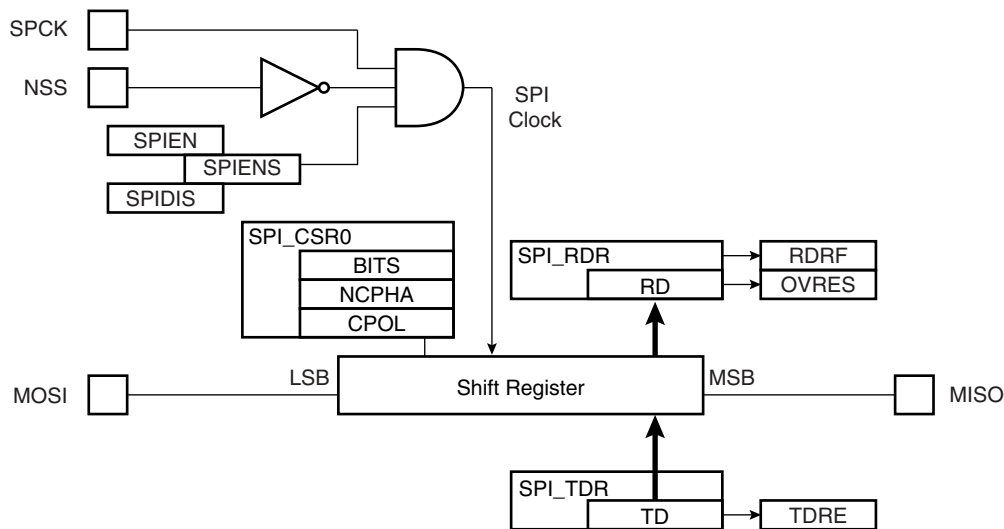 SPCK
NSS
SPIEN
SPIENS
SPIDIS
SPI
Clock
SPI_CSR0
BITS
NCPHA
CPOL
SPI_RDR
RD
RDRF
OVRES
MOSI
LSB
Shift Register
MSB
MISO
SPI_TDR
TD
TDRE